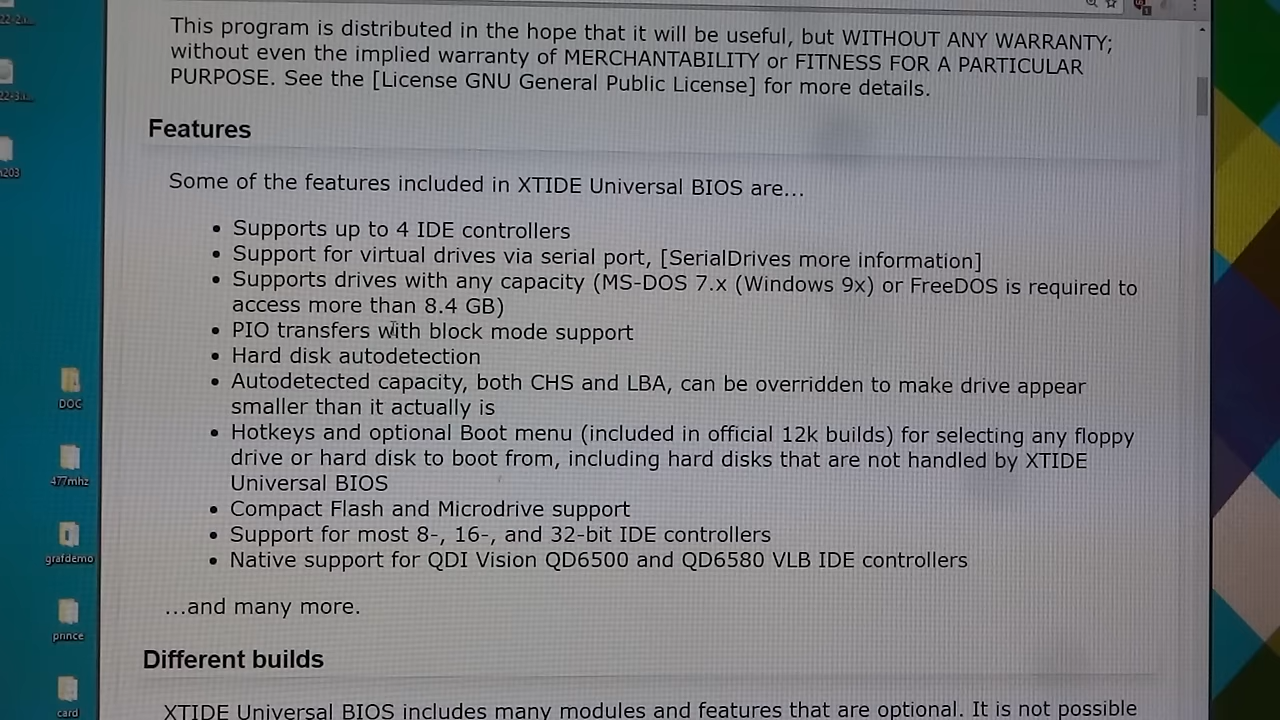 This program is distributed in the hope that it will be useful, but WITHOUT ANY WARRANTY;
without even the implied warranty of MERCHANTABILITY or FITNESS FOR A PARTICULAR
PURPOSE. See the [License GNU General Public License] for more details.
Features
Some of the features included in XTIDE Universal BIOS are...
• Supports up to 4 IDE controllers
• Support for virtual drives via serial port, [SerialDrives more information]
• Supports drives with any capacity (MS-DOS 7.x (Windows 9x) or FreeDOS is required to
access more than 8.4 GB)
• PIO transfers with block mode support
• Hard disk autodetection
• Autodetected capacity, both CHS and LBA, can be overridden to make drive appear
smaller than it actually is
• Hotkeys and optional Boot menu (included in official 12k builds) for selecting any floppy
drive or hard disk to boot from, including hard disks that are not handled by XTIDE
Universal BIOS
• Compact Flash and Microdrive support
• Support for most 8-, 16-, and 32-bit IDE controllers
• Native support for QDI Vision QD6500 and QD6580 VLB IDE controllers
...and many more.
Different builds
XTIDE Universal BIOS includes many modules and features that are optional. It is not possible
DOC
477mhz
grafdemo
prince
card